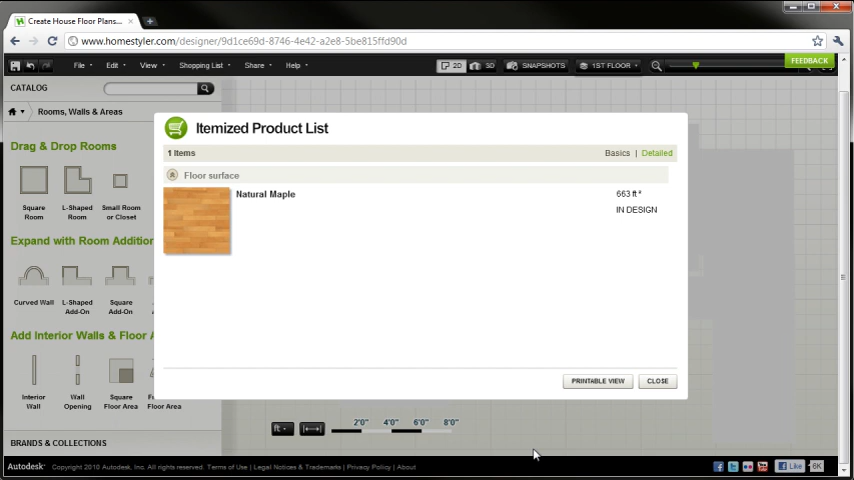 Create House Floor Plans...
www.homestyler.com/designer/9d1ce69d-8746-4e42-a2e8-5be815ffd90d
File Edit View Shopping List Share Help 2D 3D SNAPSHOTS 1ST FLOOR FEEDBACK
CATALOG
Rooms, Walls & Areas
Drag & Drop Rooms
Square Room
L-Shaped Room
Small Room or Closet
Expand with Room Addition
Curved Wall
L-Shaped Add-On
Square Add-On
Add Interior Walls & Floor A
Interior Wall
Wall Opening
Square Floor Area
Floor Area
BRANDS & COLLECTIONS
Itemized Product List
1 Items
Basics | Detailed
Floor surface
Natural Maple
663 ft²
IN DESIGN
PRINTABLE VIEW CLOSE
ft 2'0" 4'0" 6'0" 8'0"
Autodesk Copyright 2010 Autodesk, Inc. All rights reserved. Terms of Use | Legal Notices & Trademarks | Privacy Policy | About
Like 6K